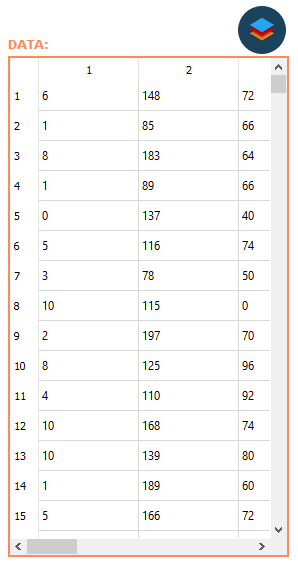 DATA:
1 2
1 6 148 72
2 1 85 66
3 8 183 64
4 1 89 66
5 0 137 40
6 5 116 74
7 3 78 50
8 10 115 0
9 2 197 70
10 8 125 96
11 4 110 92
12 10 168 74
13 10 139 80
14 1 189 60
15 5 166 72